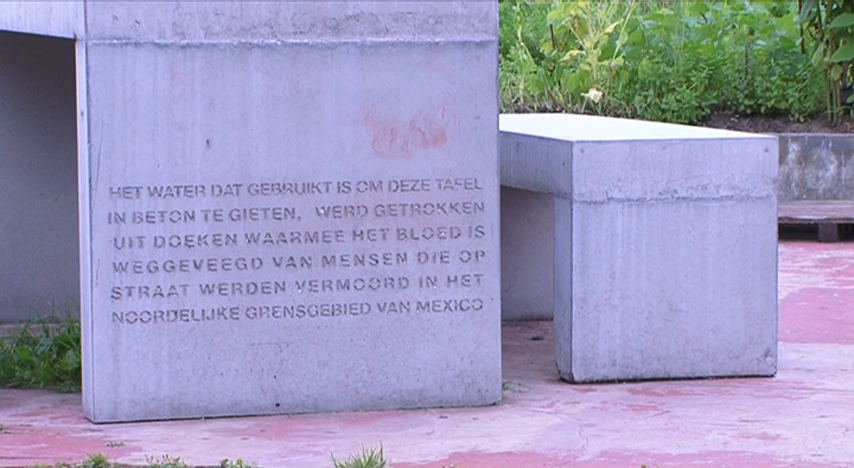 HET WATER DAT GEBRUIKT IS OM DEZE TAFEL
IN BETON TE GIETEN, WERD GETROKKEN
UIT DOEKEN WAARMEE HET BLOED IS
WEGGEVEEGD VAN MENSEN DIE OP
STRAAT WERDEN VERMOORD IN HET
NOORDELIJKE GRENSGEBIED VAN MEXICO